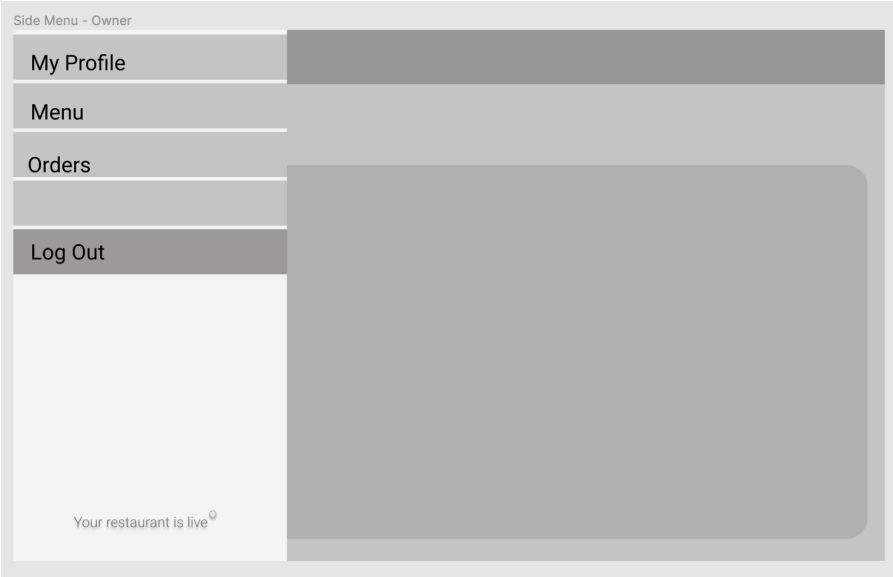 Side Menu - Owner
My Profile
Menu
Orders
Log Out
Your restaurant is live